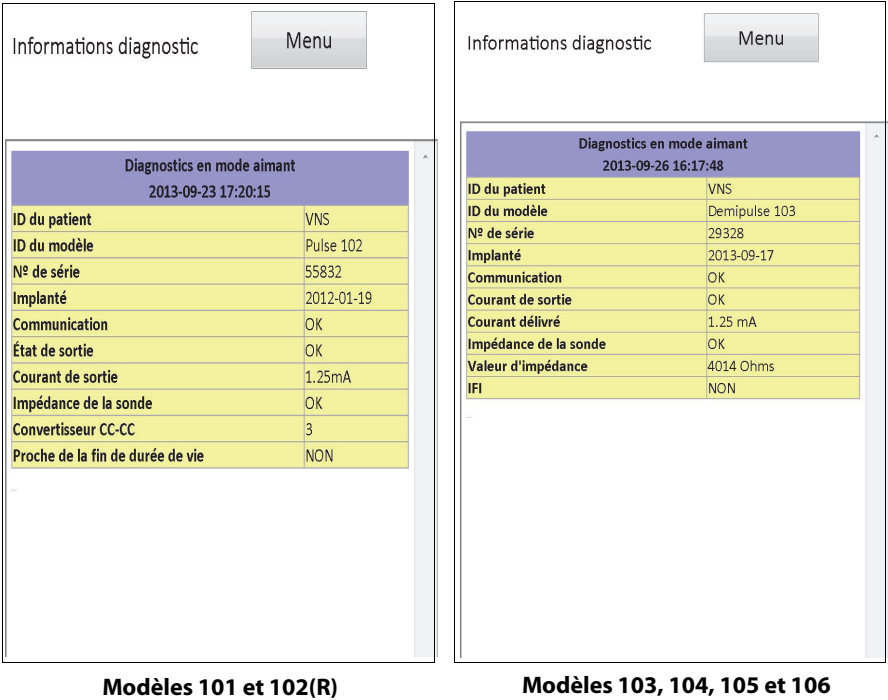 Informations diagnostic
Menu
Diagnostics en mode aimant
2013-09-23 17:20:15
ID du patient VNS
ID du modèle Pulse 102
Nº de série 55832
Implanté 2012-01-19
Communication OK
État de sortie OK
Courant de sortie 1.25mA
Impédance de la sonde OK
Convertisseur CC-CC 3
Proche de la fin de durée de vie NON
Modèles 101 et 102(R)
Informations diagnostic
Menu
Diagnostics en mode aimant
2013-09-26 16:17:48
ID du patient VNS
ID du modèle Demipulse 103
Nº de série 29328
Implanté 2013-09-17
Communication OK
Courant de sortie OK
Courant délivré 1.25 mA
Impédance de la sonde OK
Valeur d'impédance 4014 Ohms
IFI NON
Modèles 103, 104, 105 et 106